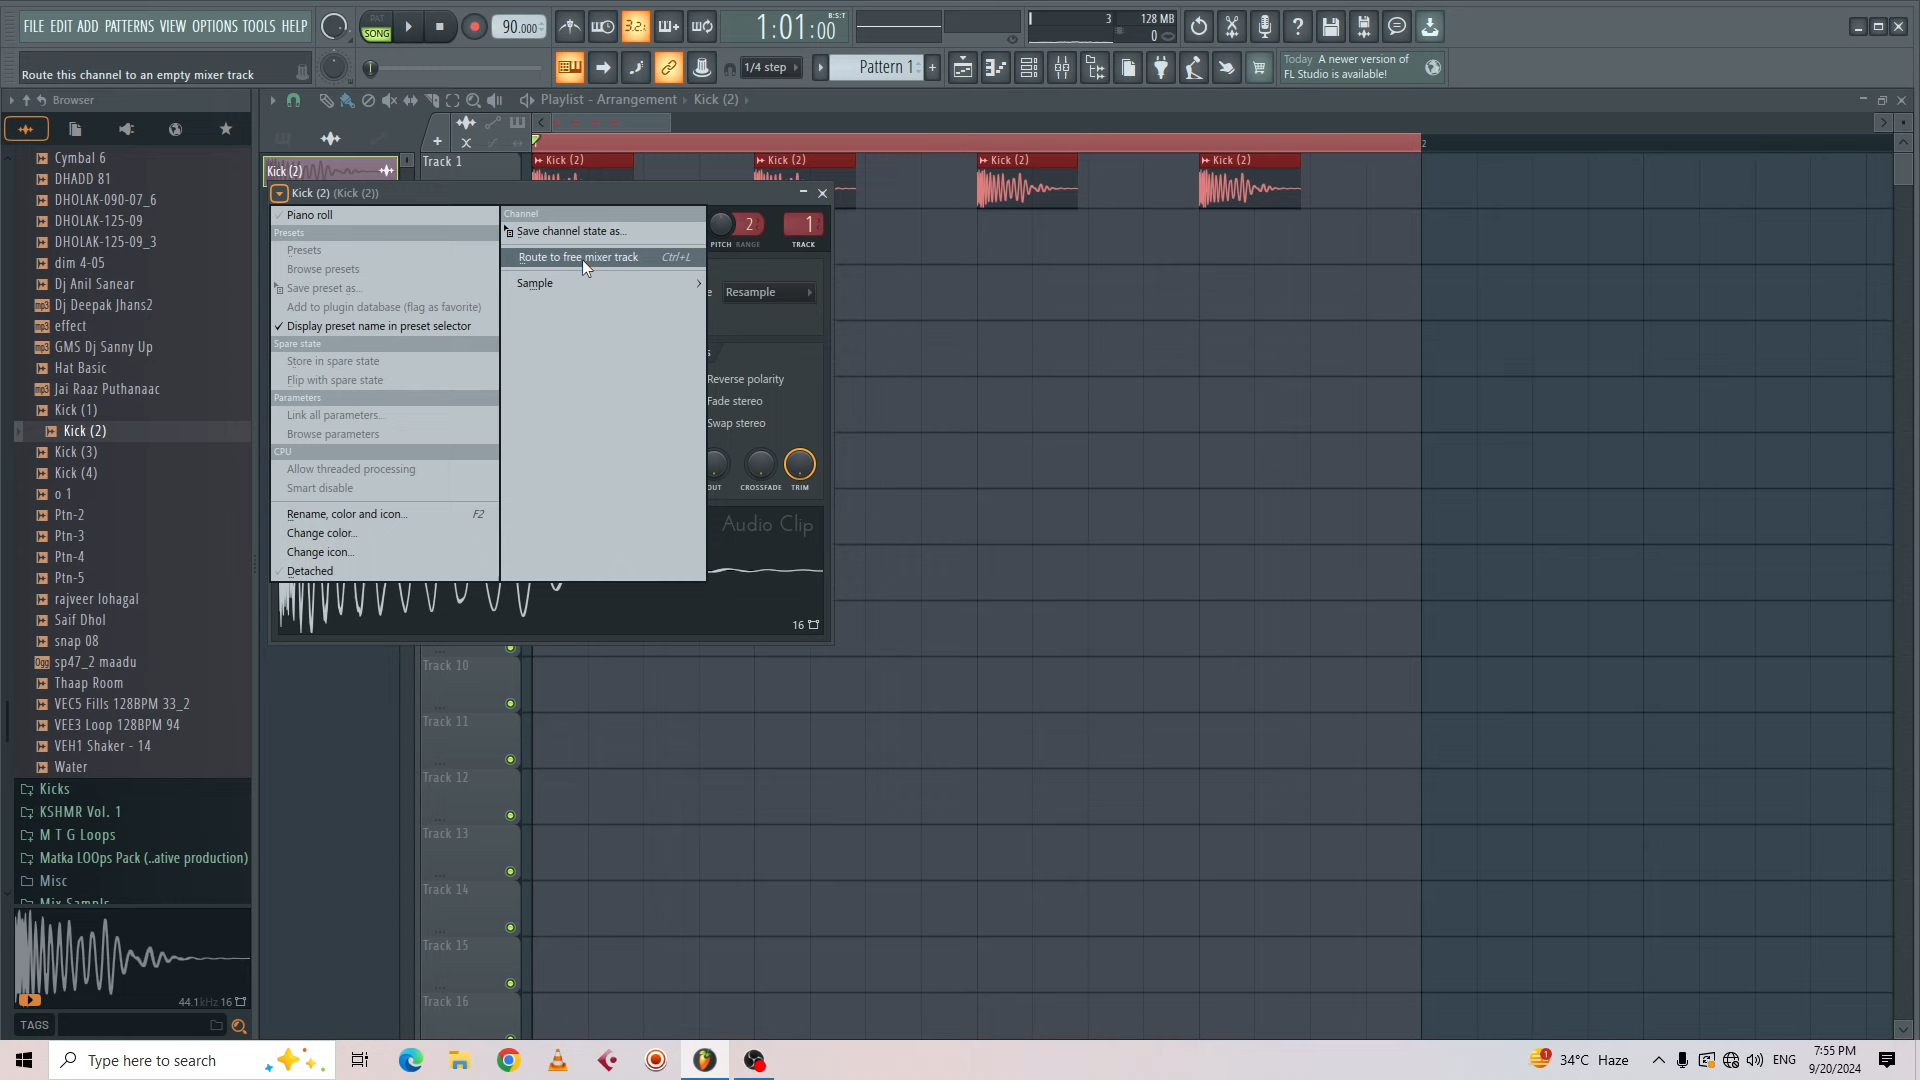 FILE EDIT ADD PATTERNS VIEW OPTIONS TOOLS HELP
PAT
SONG
90.000
3.2.
1:01:00
B:S:T
3
128 MB
0
Route this channel to an empty mixer track
1/4 step
Pattern 1
Today A newer version of
FL Studio is available!
Browser
Playlist - Arrangement › Kick (2)
2
Kick (2)
Track 1
Kick (2)
Kick (2)
Kick (2)
Kick (2)
Cymbal 6
DHADD 81
DHOLAK-090-07_6
DHOLAK-125-09
DHOLAK-125-09_3
dim 4-05
Dj Anil Sanear
Dj Deepak Jhans2
effect
GMS Dj Sanny Up
Hat Basic
Jai Raaz Puthanaac
Kick (1)
Kick (2)
Kick (3)
Kick (4)
o 1
Ptn-2
Ptn-3
Ptn-4
Ptn-5
rajveer lohagal
Saif Dhol
snap 08
sp47_2 maadu
Thaap Room
VEC5 Fills 128BPM 33_2
VEE3 Loop 128BPM 94
VEH1 Shaker - 14
Water
Kicks
KSHMR Vol. 1
M T G Loops
Matka LOOps Pack (..ative production)
Misc
Mix Sampls
44.1kHz 16
TAGS
Kick (2) (Kick (2))
Piano roll
Presets
Presets
Browse presets
Save preset as...
Add to plugin database (flag as favorite)
Display preset name in preset selector
Spare state
Store in spare state
Flip with spare state
Parameters
Link all parameters...
Browse parameters
CPU
Allow threaded processing
Smart disable
Rename, color and icon... F2
Change color...
Change icon...
Detached
Channel
Save channel state as...
Route to free mixer track Ctrl+L
Sample
2
1
PITCH RANGE
TRACK
Resample
Reverse polarity
Fade stereo
Swap stereo
OUT
CROSSFADE
TRIM
Audio Clip
16
Track 10
Track 11
Track 12
Track 13
Track 14
Track 15
Track 16
Type here to search
1
34°C Haze
ENG
7:55 PM
9/20/2024